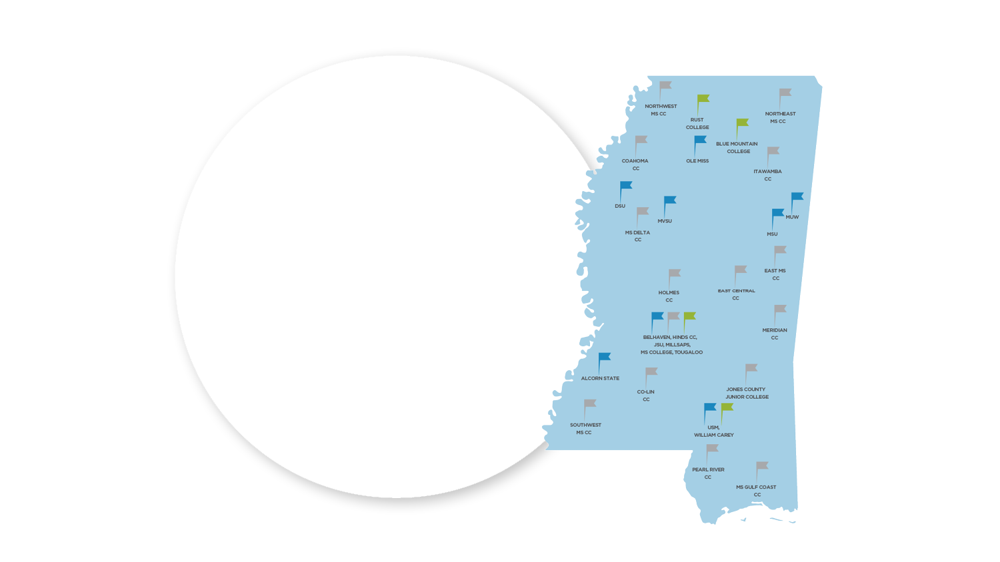 NORTHWEST
MS CC
RUST
COLLEGE
NORTHEAST
MS CC
BLUE MOUNTAIN
COLLEGE
COAHOMA
CC
OLE MISS
ITAWAMBA
CC
DSU
MVSU
MUW
MS DELTA
CC
MSU
EAST MS
CC
HOLMES
CC
EAST CENTRAL
CC
MERIDIAN
CC
BELHAVEN, HINDS CC,
JSU, MILLSAPS,
MS COLLEGE, TOUGALOO
ALCORN STATE
CO-LIN
CC
JONES COUNTY
JUNIOR COLLEGE
SOUTHWEST
MS CC
USM,
WILLIAM CAREY
PEARL RIVER
CC
MS GULF COAST
CC